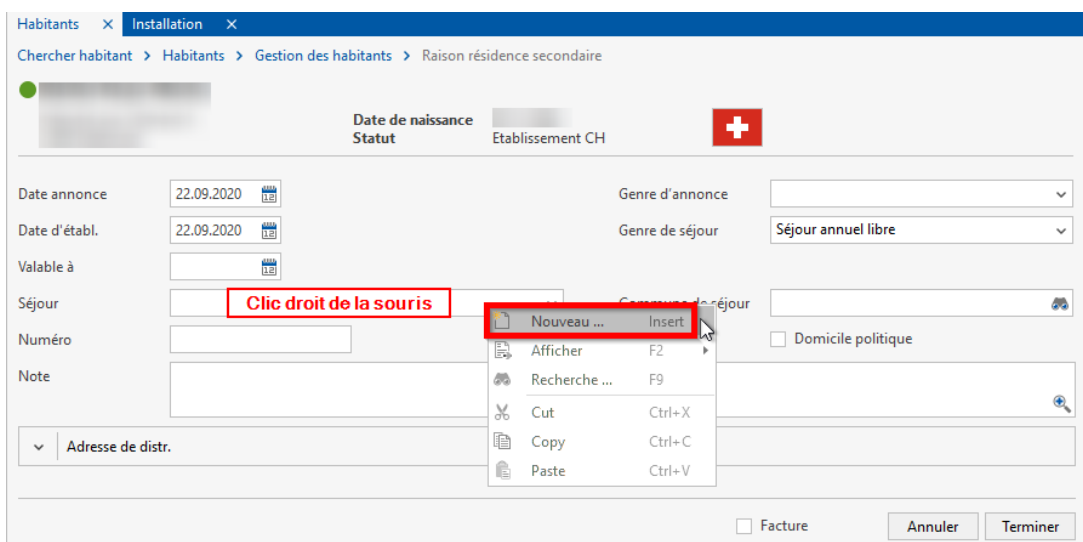 Habitants × Installation ×
Chercher habitant > Habitants > Gestion des habitants > Raison résidence secondaire
Date de naissance
Statut Etablissement CH
Date annonce 22.09.2020 Genre d'annonce
Date d'établ. 22.09.2020 Genre de séjour Séjour annuel libre
Valable à
Séjour Clic droit de la souris Commune de séjour
Nouveau ... Insert
Numéro Domicile politique
Afficher F2
Note
Recherche ... F9
Cut Ctrl+X
Adresse de distr.
Copy Ctrl+C
Paste Ctrl+V
Facture Annuler Terminer